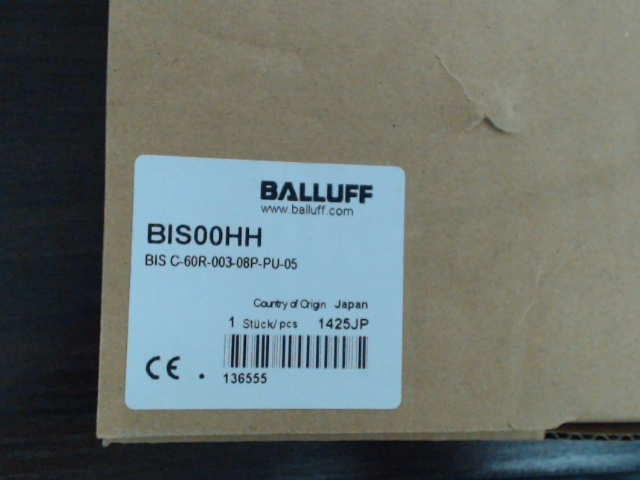 BALLUFF
www.balluff.com
BIS00HH
BIS C-60R-003-08P-PU-05
Country of Origin Japan
1 Stück/pcs 1425JP
CE
136555